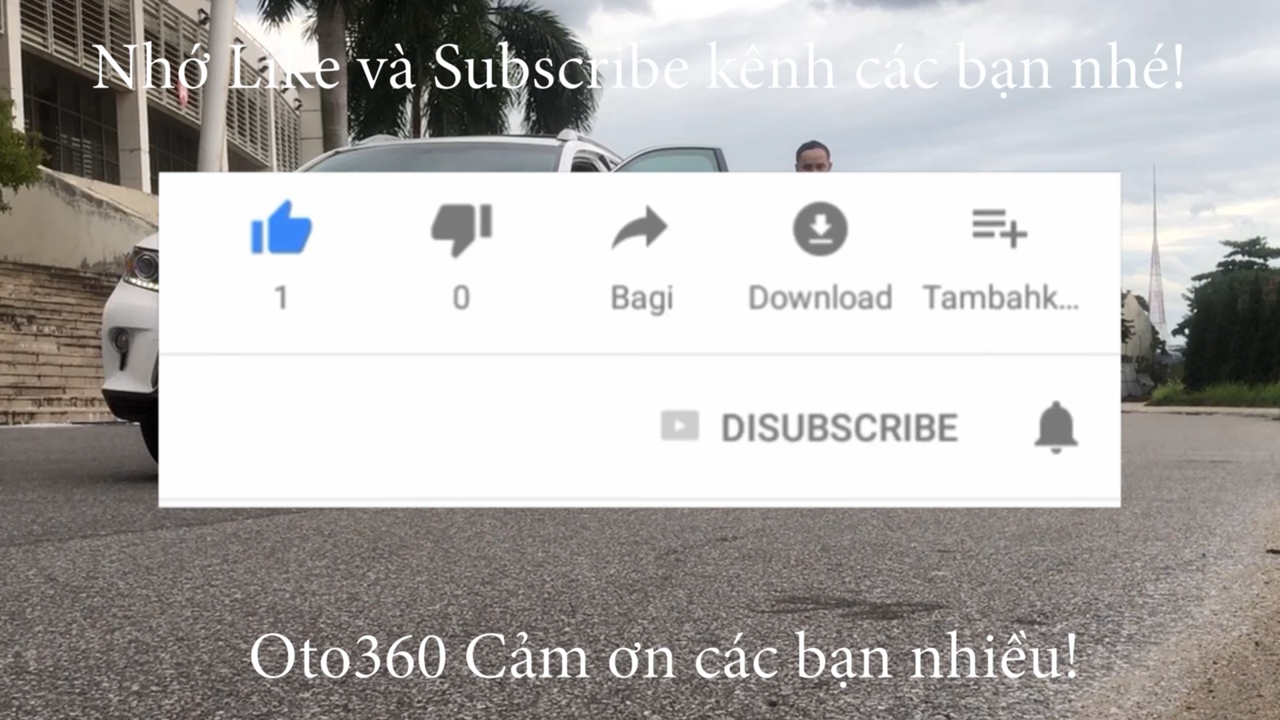 Nhớ Like và Subscribe kênh các bạn nhé!
1
0
Bagi
Download
Tambahk...
DISUBSCRIBE
Oto360 Cảm ơn các bạn nhiều!